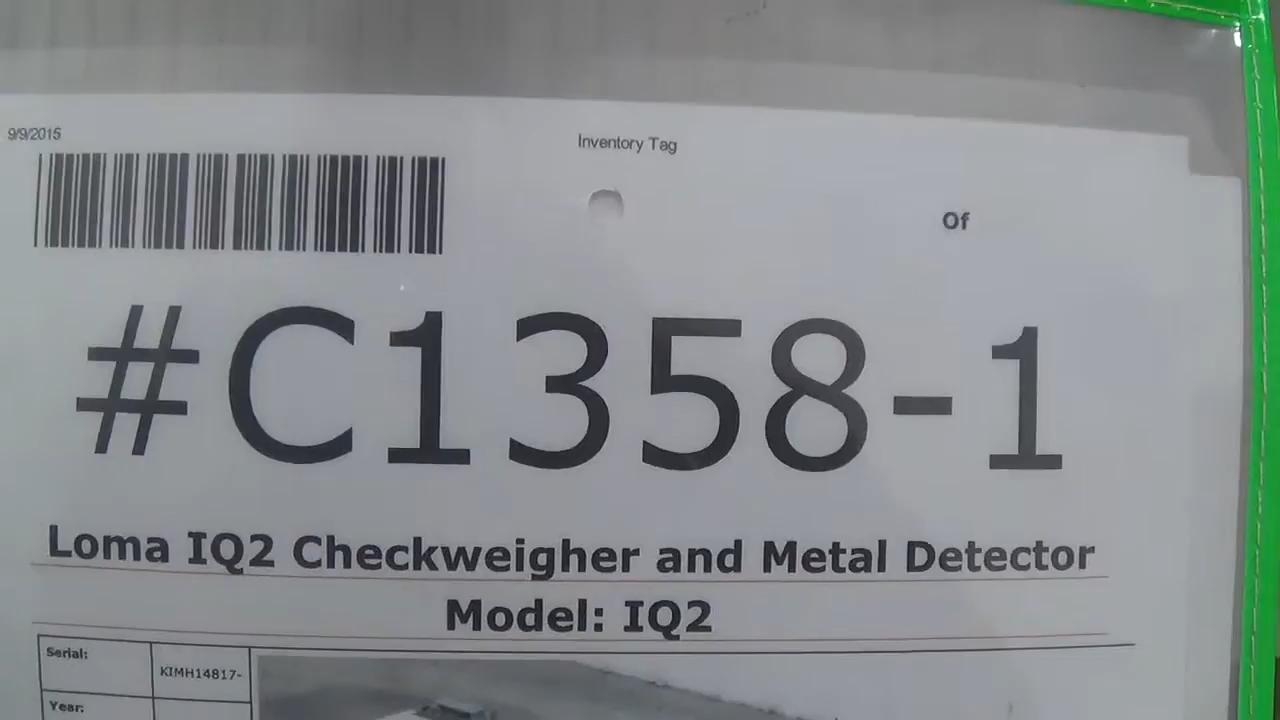 9/9/2015
Inventory Tag
Of
#C1358-1
Loma IQ2 Checkweigher and Metal Detector
Model: IQ2
Serial:
KIMH14817-
Year: